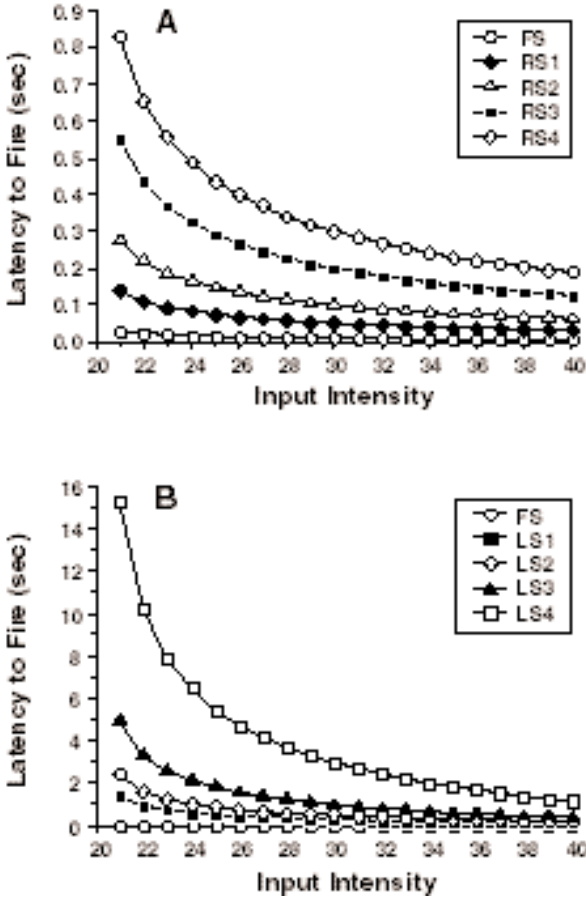 A
0.9
0.8
0.7
0.6
0.5
0.4
0.3
0.2
0.1
0.0
Latency to Fire (sec)
FS
RS1
RS2
RS3
RS4
20 22 24 26 28 30 32 34 36 38 40
Input Intensity
B
16
14
12
10
8
6
4
2
0
Latency to Fire (sec)
FS
LS1
LS2
LS3
LS4
20 22 24 26 28 30 32 34 36 38 40
Input Intensity